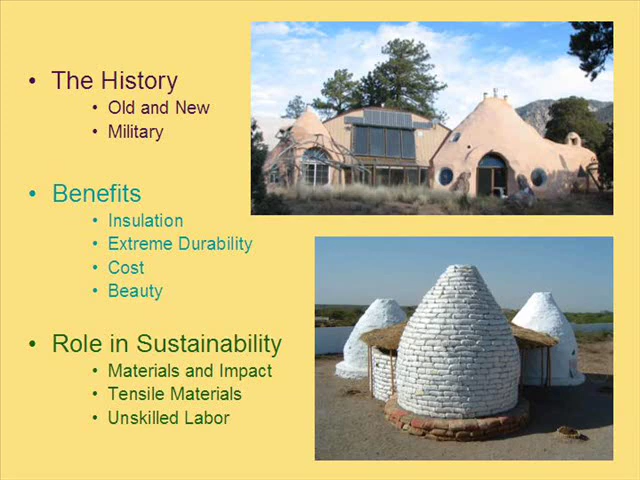 • The History
• Old and New
• Military
• Benefits
• Insulation
• Extreme Durability
• Cost
• Beauty
• Role in Sustainability
• Materials and Impact
• Tensile Materials
• Unskilled Labor